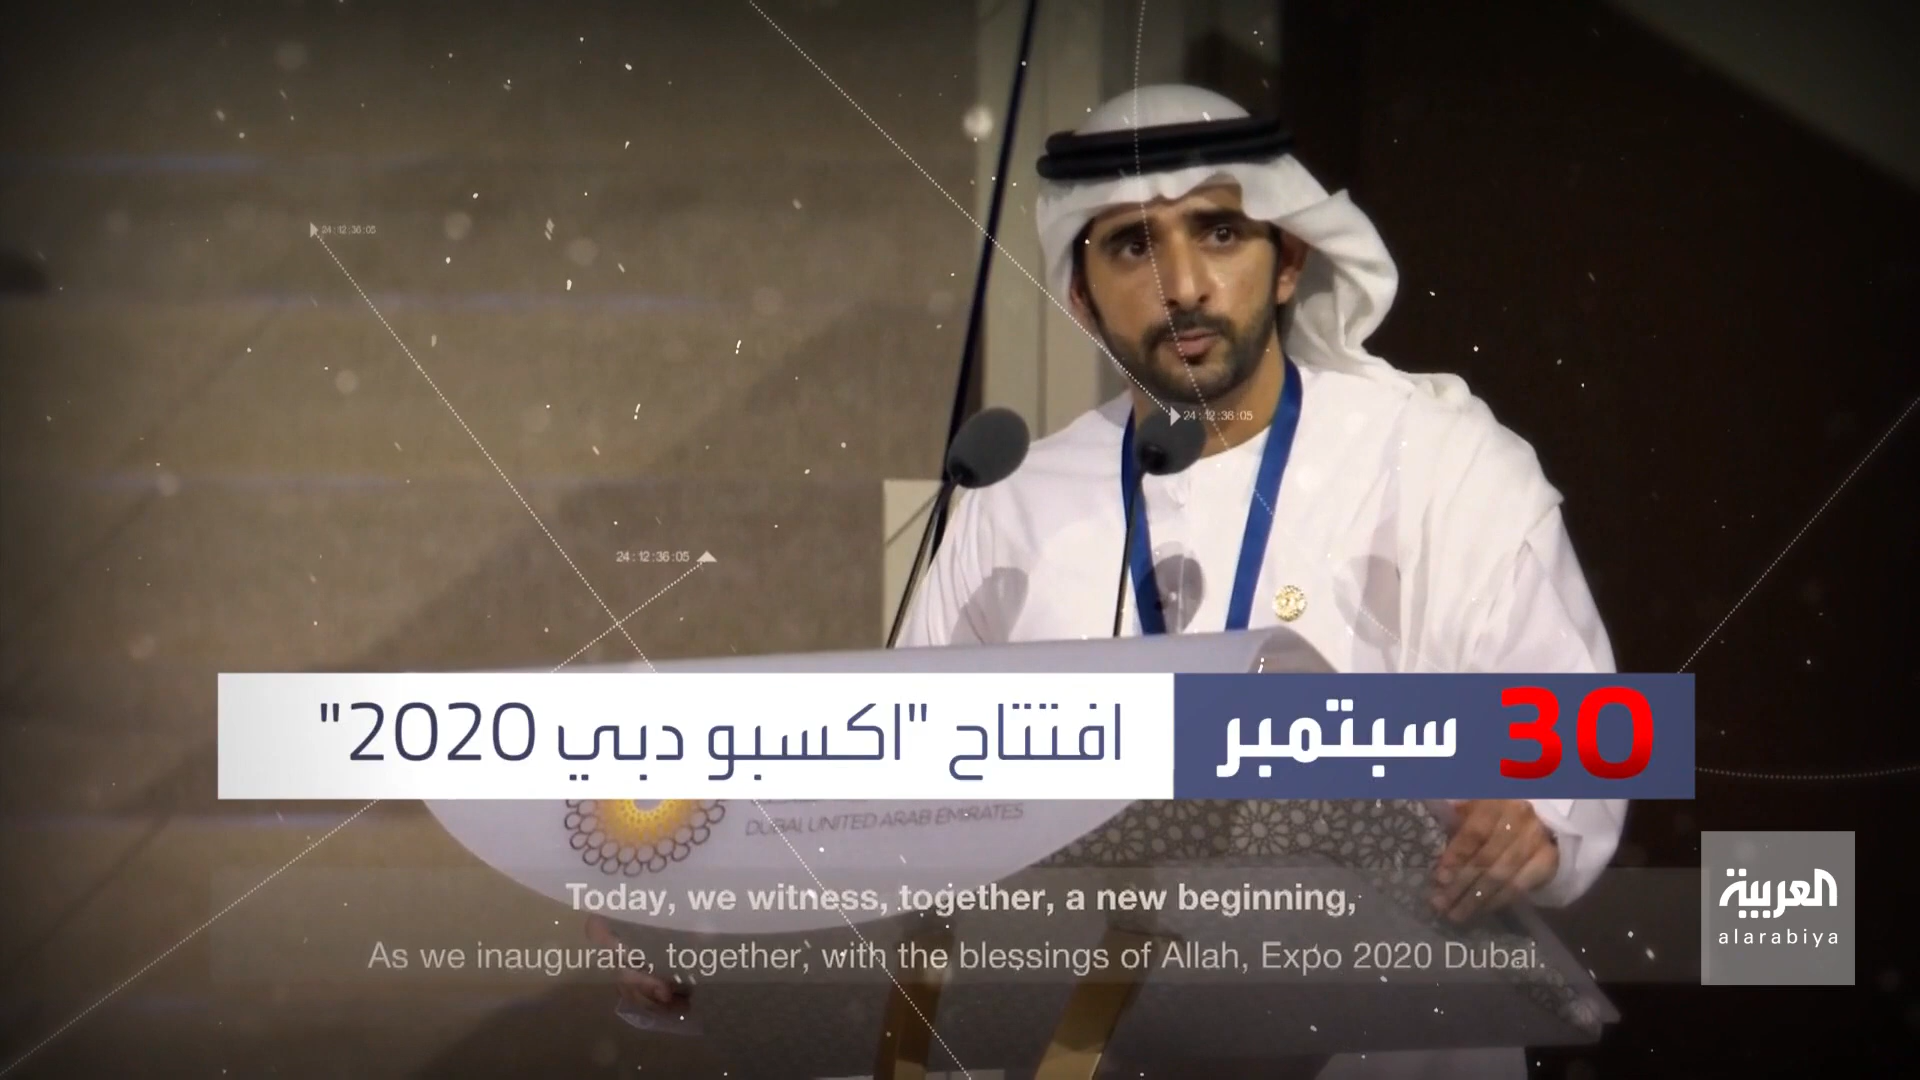 24:12:36:05
24:12:36:05
24:12:36:05
30 سبتمبر
افتتاح "اكسبو دبي 2020"
DUBAI, UNITED ARAB EMIRATES
Today, we witness, together, a new beginning,
As we inaugurate, together, with the blessings of Allah, Expo 2020 Dubai.
العربية
alarabiya